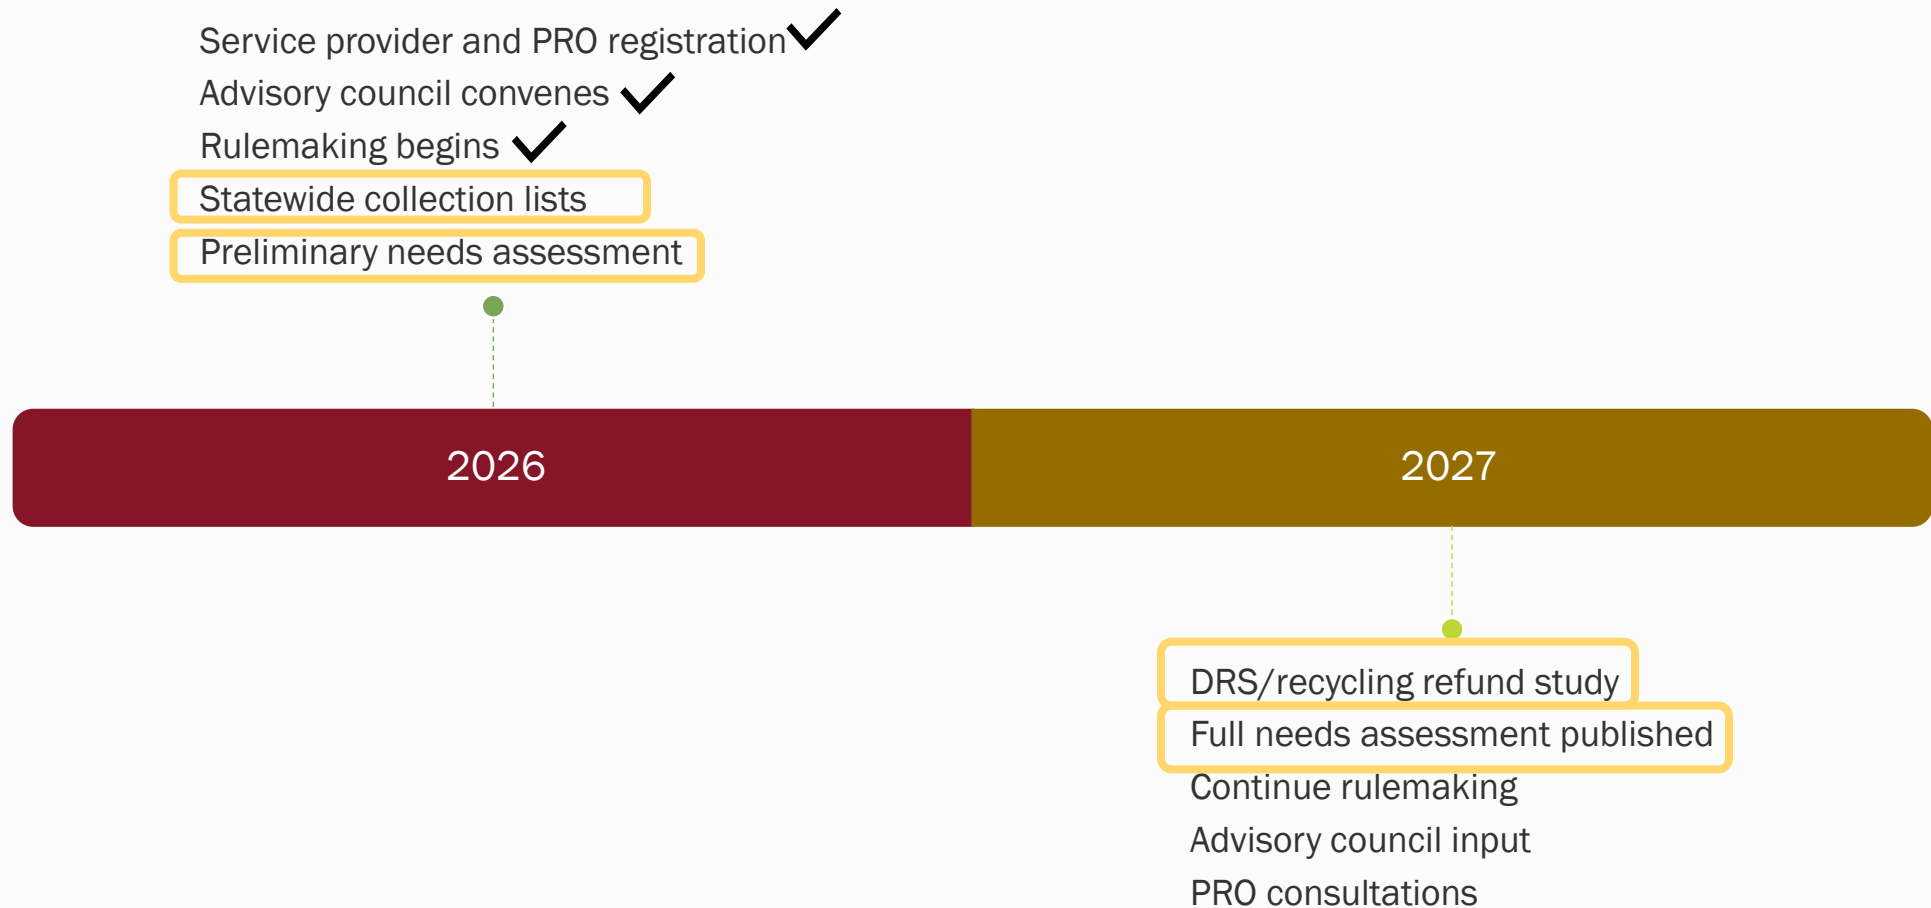 Service provider and PRO registration
Advisory council convenes
Rulemaking begins
Statewide collection lists
Preliminary needs assessment
2026
2027
DRS/recycling refund study
Full needs assessment published
Continue rulemaking
Advisory council input
PRO consultations